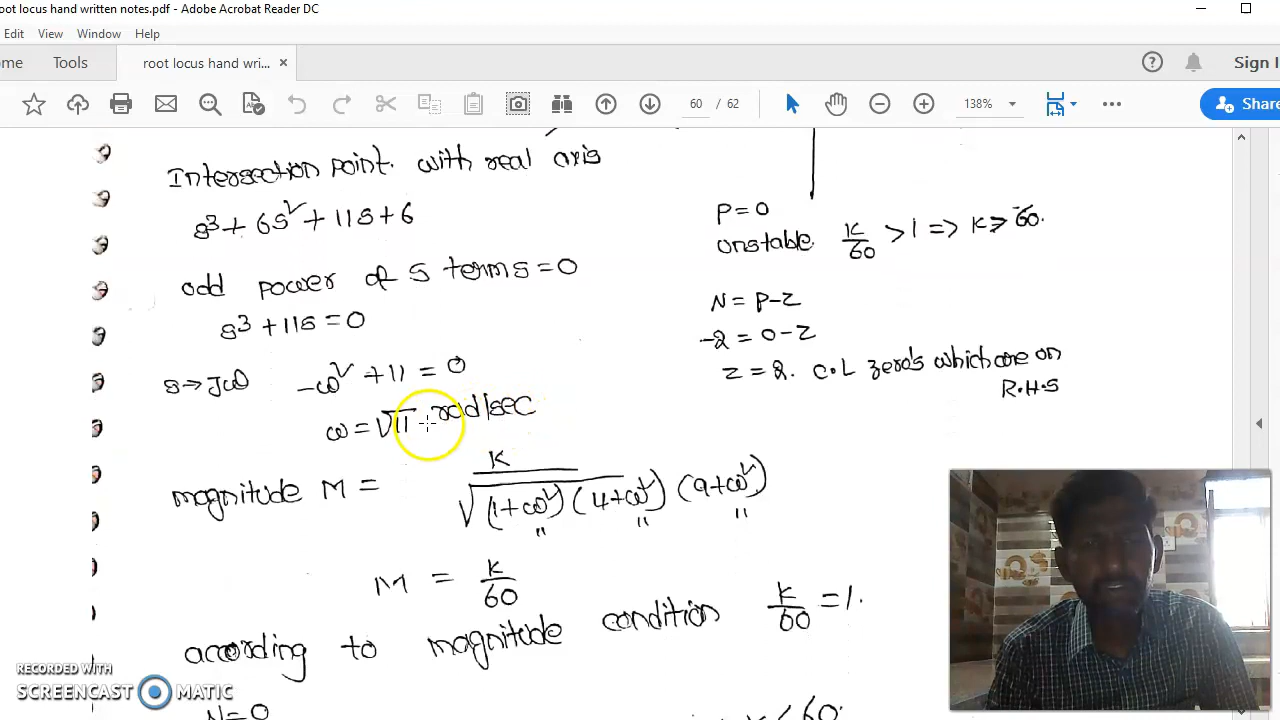 root locus hand written notes.pdf - Adobe Acrobat Reader DC
Edit View Window Help
ome Tools root locus hand wri... × Sign I
60 / 62 138% Share
Intersection point. with real axis
s³ + 6s² + 11s + 6
odd power of s terms = 0
s³ + 11s = 0
s → Jω -ω² + 11 = 0
ω = √11 rad/sec
magnitude M = K / √(1+ω²)(4+ω²)(9+ω²)
" " "
M = K/60
according to magnitude condition K/60 = 1.
N=0
K < 60.
P=0
unstable. K/60 > 1 => K > 60.
N = P-Z
-2 = 0-Z
Z = 2. C.L zero's which are on
R.H.S
RECORDED WITH
SCREENCAST MATIC